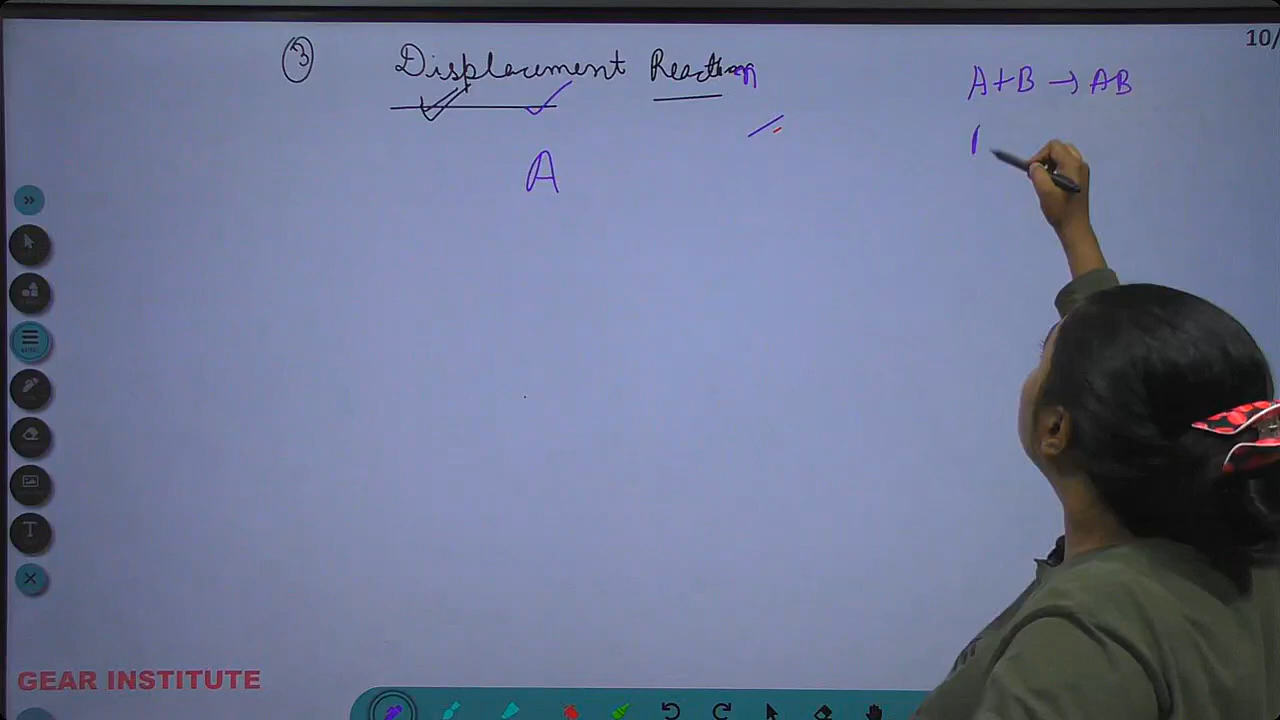 3 Displacement Reaction
A+B → AB
A
10/
T
GEAR INSTITUTE